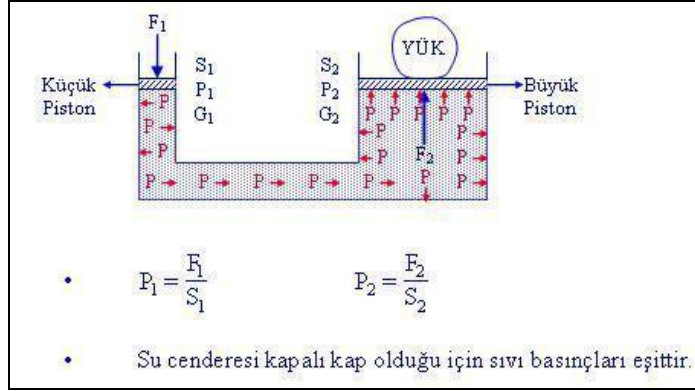 F₁
YÜK
Küçük Piston
S₁
P₁
G₁
S₂
P₂
G₂
Büyük Piston
P P P P P
P P
P P
P P P
F₂
P P P P P P P
• P₁ = F₁/S₁ P₂ = F₂/S₂
• Su cenderesi kapalı kap olduğu için sıvı basınçları eşittir.